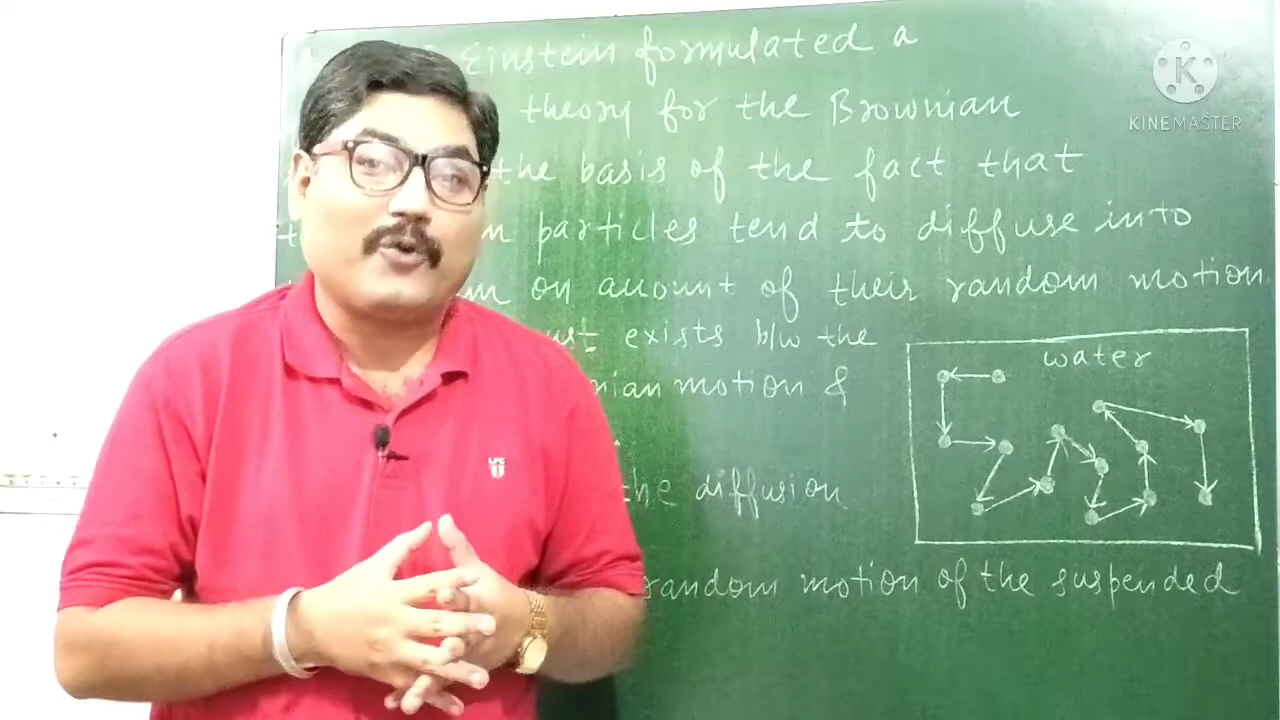 Einstein formulated a
theory for the Brownian
the basis of the fact that
particles tend to diffuse into
on acount of their random motion.
exists b/w the
motion &
the diffusion
random motion of the suspended
water
K
KINEMASTER